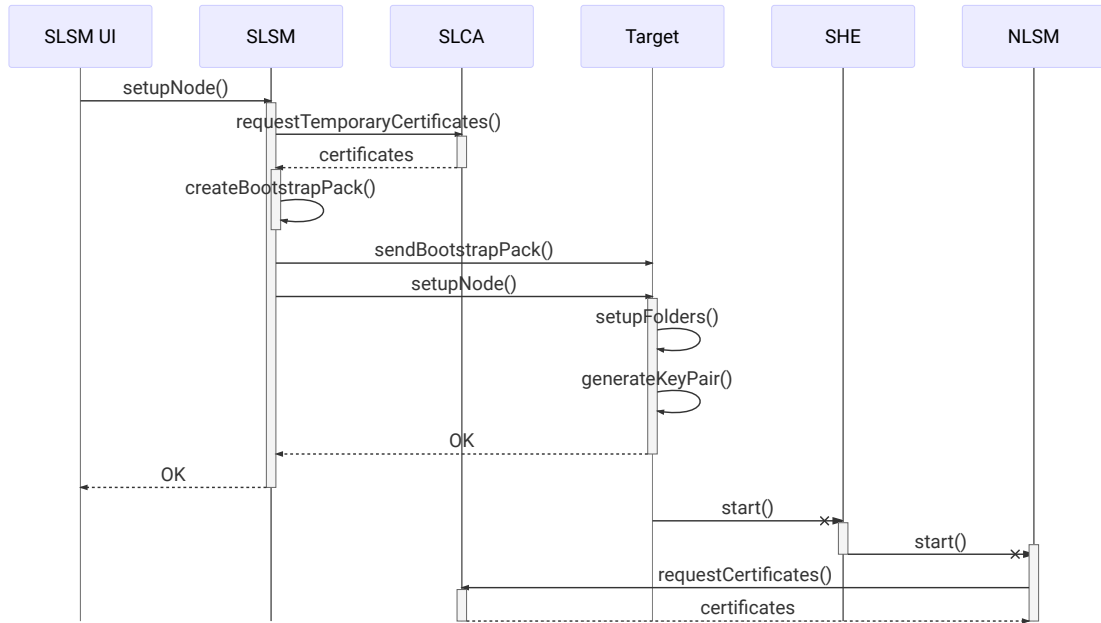 SLSM UI
SLSM
SLCA
Target
SHE
NLSM
setupNode()
requestTemporaryCertificates()
certificates
createBootstrapPack()
sendBootstrapPack()
setupNode()
setupFolders()
generateKeyPair()
OK
OK
start()
start()
requestCertificates()
certificates